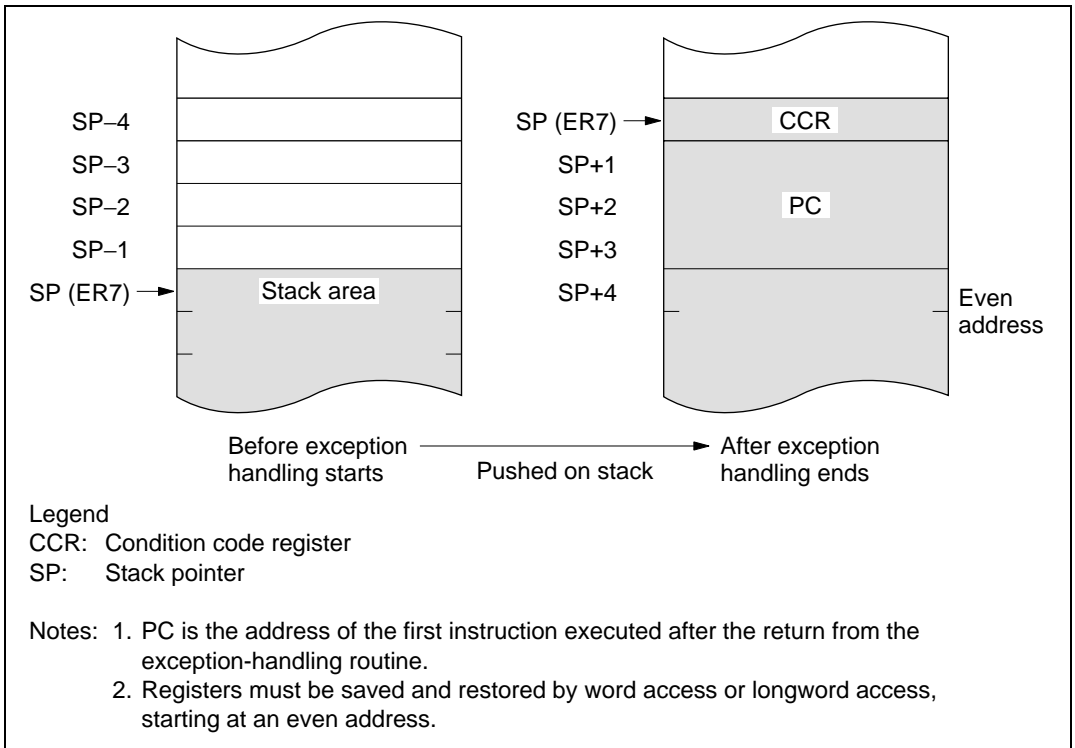 SP–4
SP–3
SP–2
SP–1
SP (ER7)
Stack area
SP (ER7)
CCR
SP+1
SP+2
PC
SP+3
SP+4
Even
address
Before exception
handling starts
Pushed on stack
After exception
handling ends
Legend
CCR: Condition code register
SP: Stack pointer
Notes: 1. PC is the address of the first instruction executed after the return from the
exception-handling routine.
2. Registers must be saved and restored by word access or longword access,
starting at an even address.